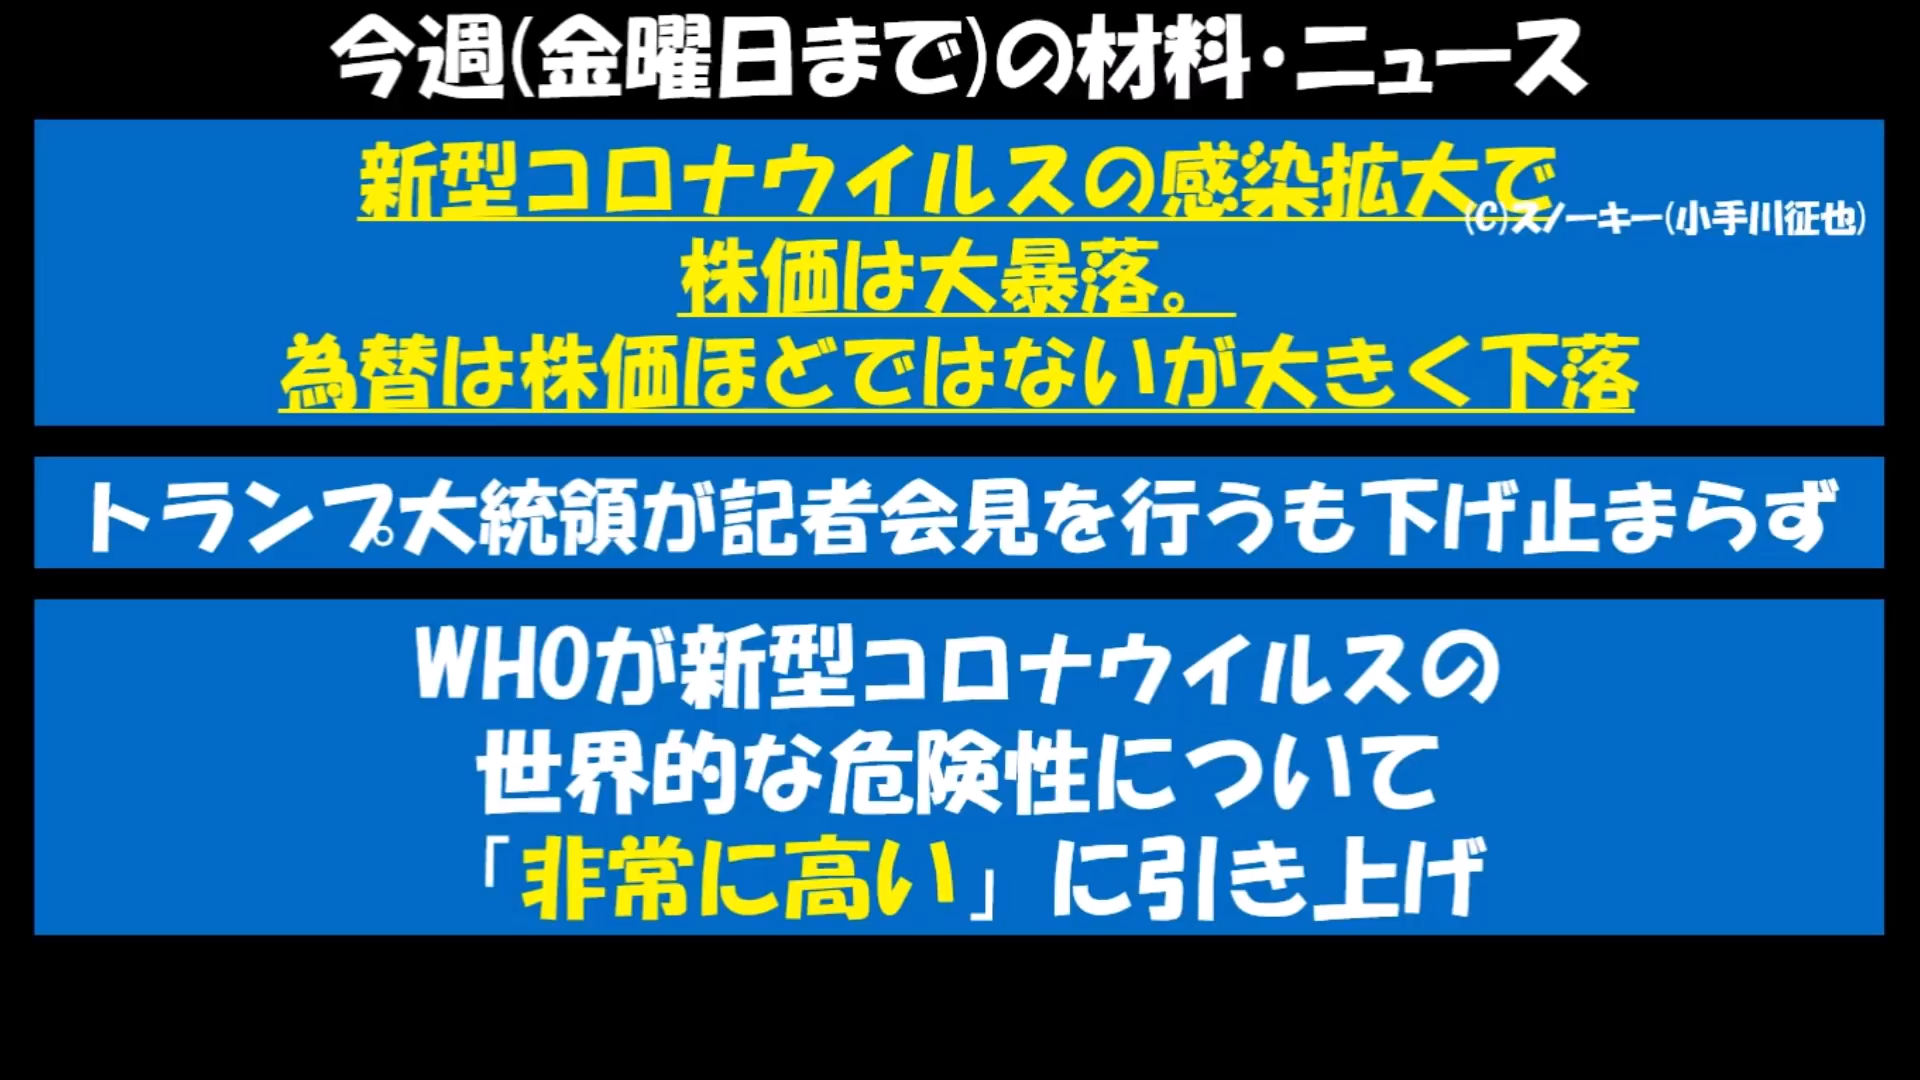 今週(金曜日まで)の材料・ニュース
新型コロナウイルスの感染拡大で
(C)スノーキー(小手川征也)
株価は大暴落。
為替は株価ほどではないが大きく下落
トランプ大統領が記者会見を行うも下げ止まらず
WHOが新型コロナウイルスの
世界的な危険性について
「非常に高い」に引き上げ